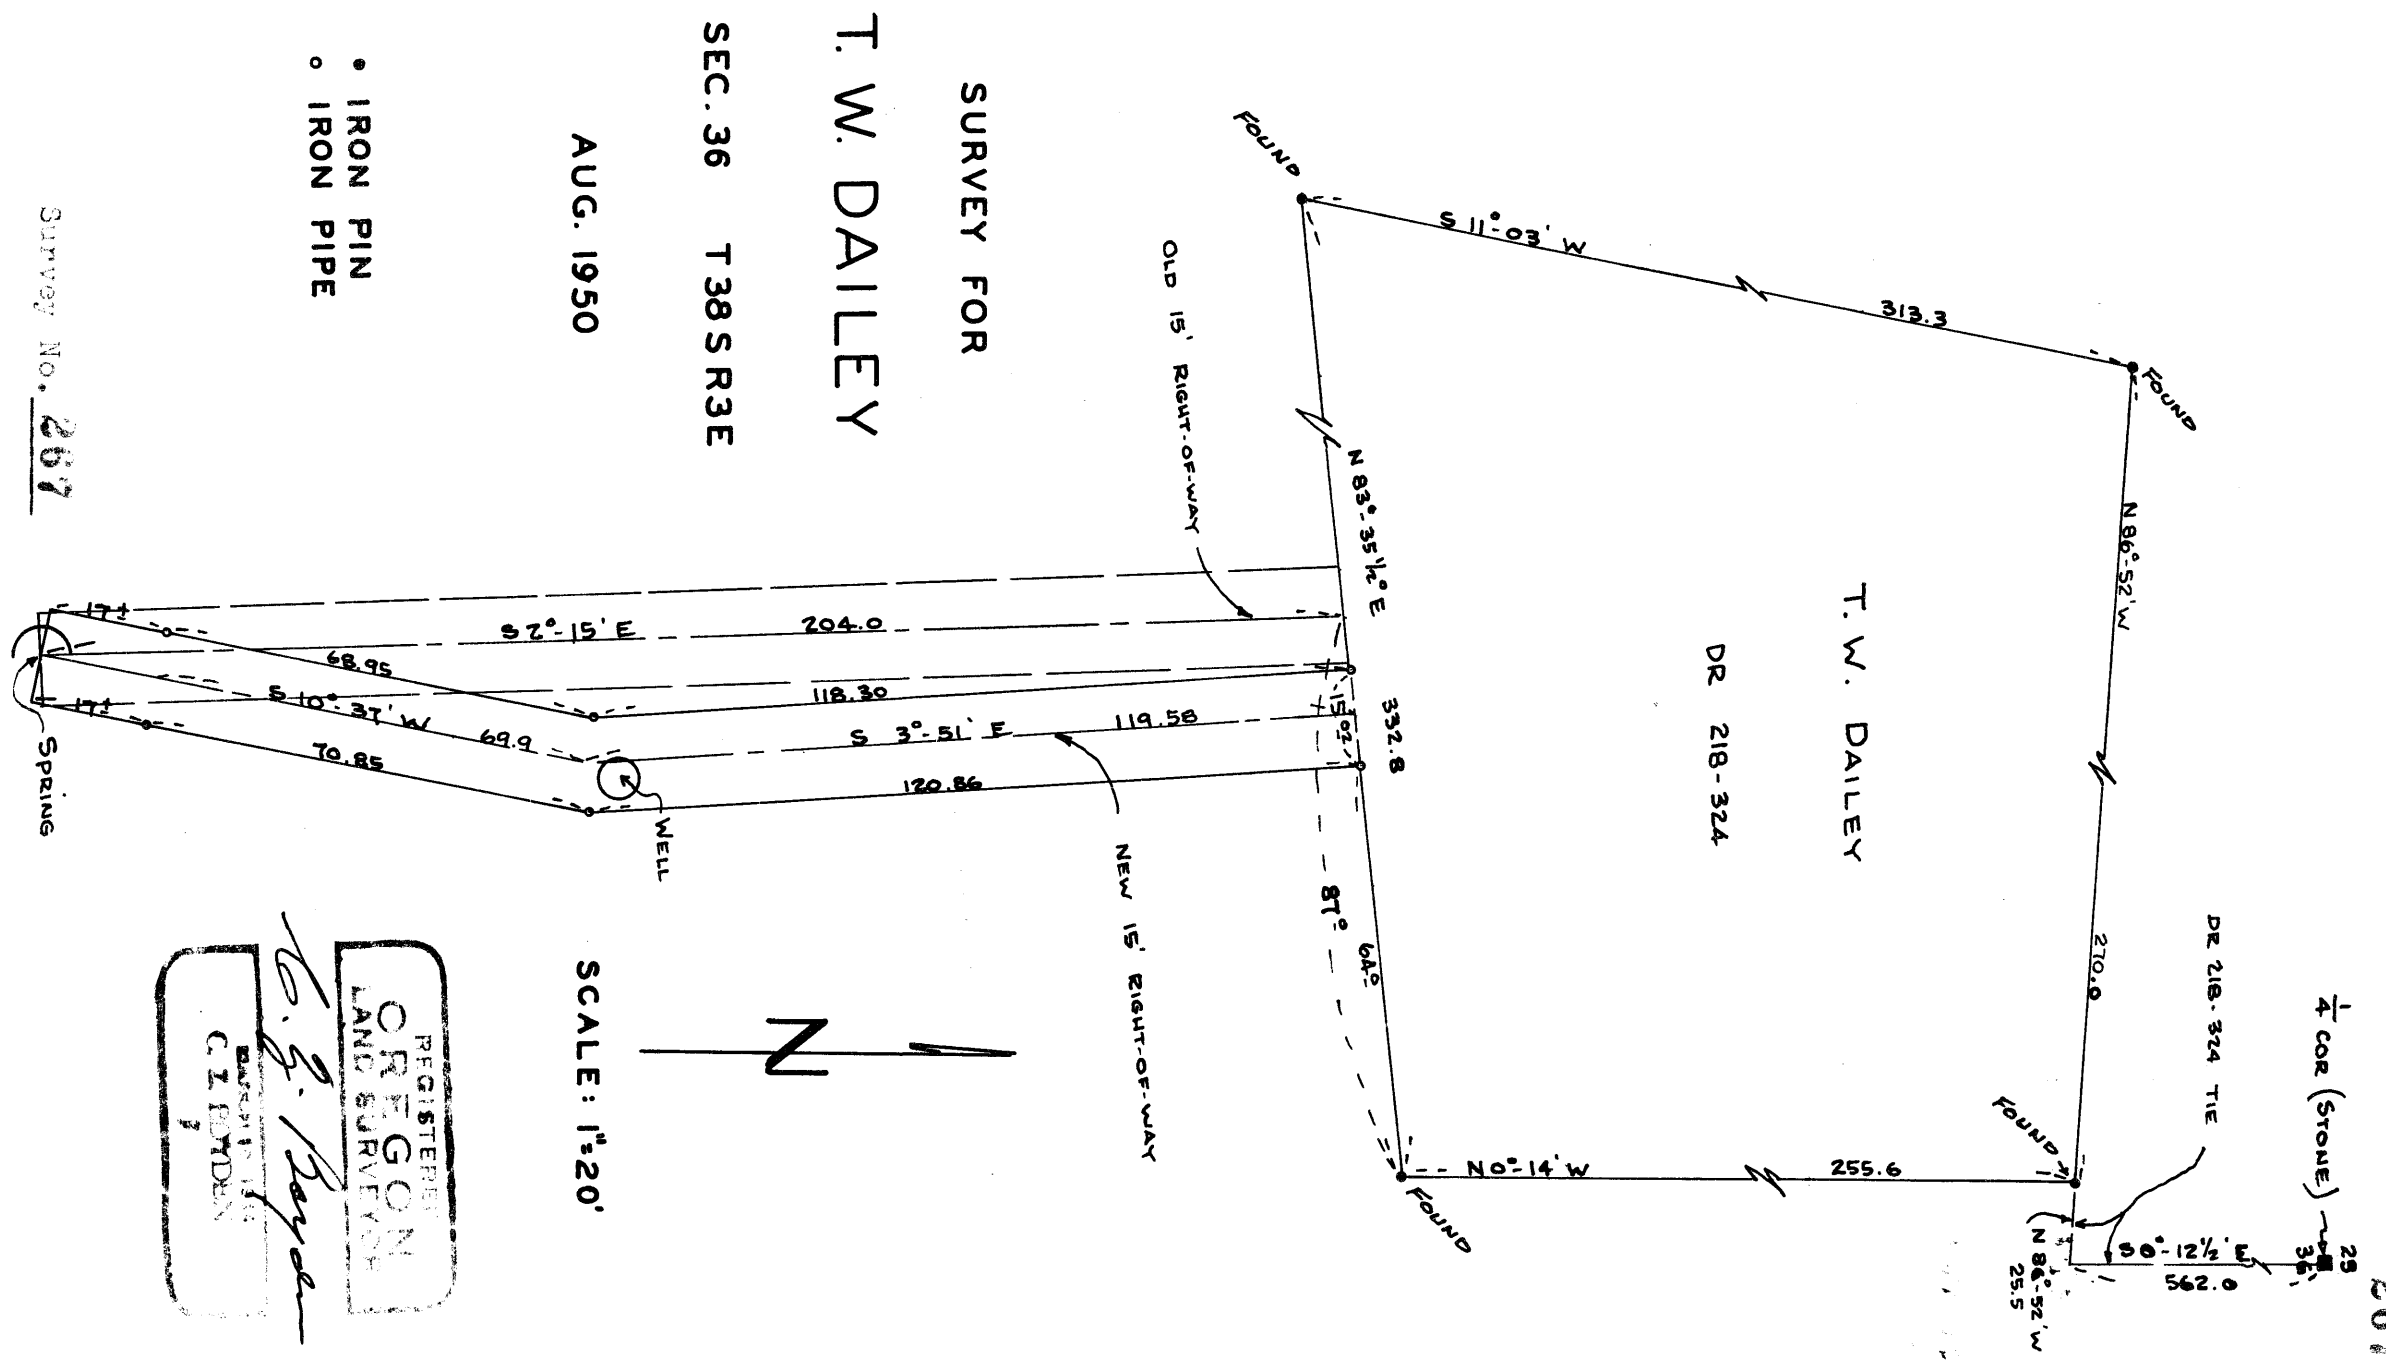 SURVEY FOR
T. W. DAILEY
SEC. 36 T38S R3E
AUG. 1950
• IRON PIN
○ IRON PIPE
Survey No. 267
1/4 COR (STONE)
25
36
S 0°-12½' E
562.0
DR 218-324 TIE
N 86°-52' W
25.5
FOUND
N 86°-52' W
270.0
FOUND
S 11°-03' W
313.3
FOUND
N 83°-35½° E
332.8
FOUND
N 0°-14' W
255.6
T. W. DAILEY
DR 218-324
OLD 15' RIGHT-OF-WAY
S 2°-15' E
204.0
15.02
64°
87°
118.30
S 3°-51' E
119.58
120.86
NEW 15' RIGHT-OF-WAY
WELL
68.95
S 10°-37' W
69.9
70.85
17±
17±
SPRING
SCALE: 1"=20'
N
REGISTERED
OREGON
LAND SURVEYOR